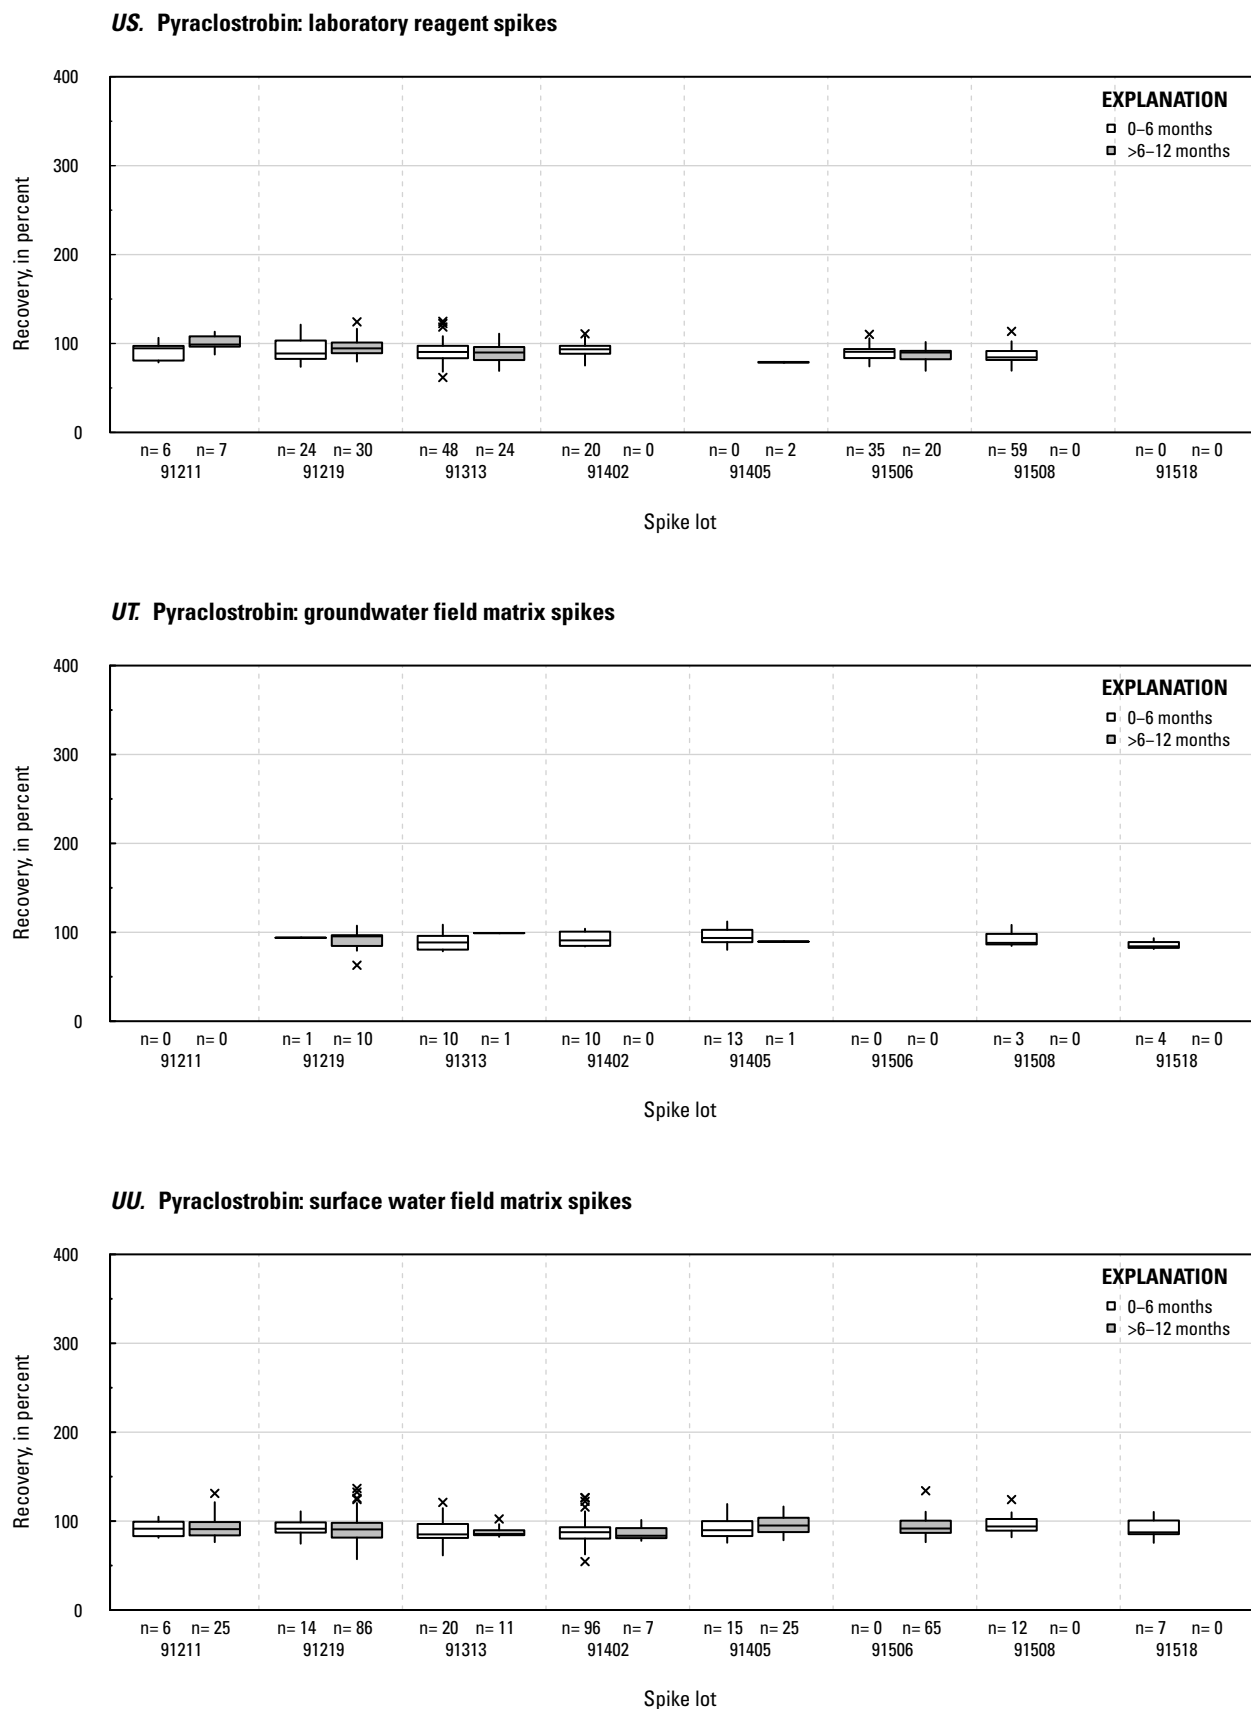 US. Pyraclostrobin: laboratory reagent spikes
400
300
200
100
0
Recovery, in percent
EXPLANATION
0–6 months
>6–12 months
n= 6 n= 7 n= 24 n= 30 n= 48 n= 24 n= 20 n= 0 n= 0 n= 2 n= 35 n= 20 n= 59 n= 0 n= 0 n= 0
91211 91219 91313 91402 91405 91506 91508 91518
Spike lot
UT. Pyraclostrobin: groundwater field matrix spikes
400
300
200
100
0
Recovery, in percent
EXPLANATION
0–6 months
>6–12 months
n= 0 n= 0 n= 1 n= 10 n= 10 n= 1 n= 10 n= 0 n= 13 n= 1 n= 0 n= 0 n= 3 n= 0 n= 4 n= 0
91211 91219 91313 91402 91405 91506 91508 91518
Spike lot
UU. Pyraclostrobin: surface water field matrix spikes
400
300
200
100
0
Recovery, in percent
EXPLANATION
0–6 months
>6–12 months
n= 6 n= 25 n= 14 n= 86 n= 20 n= 11 n= 96 n= 7 n= 15 n= 25 n= 0 n= 65 n= 12 n= 0 n= 7 n= 0
91211 91219 91313 91402 91405 91506 91508 91518
Spike lot